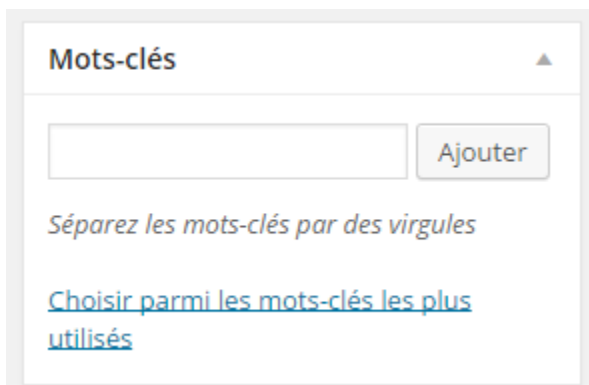 Mots-clés
Ajouter
Séparez les mots-clés par des virgules
Choisir parmi les mots-clés les plus
utilisés